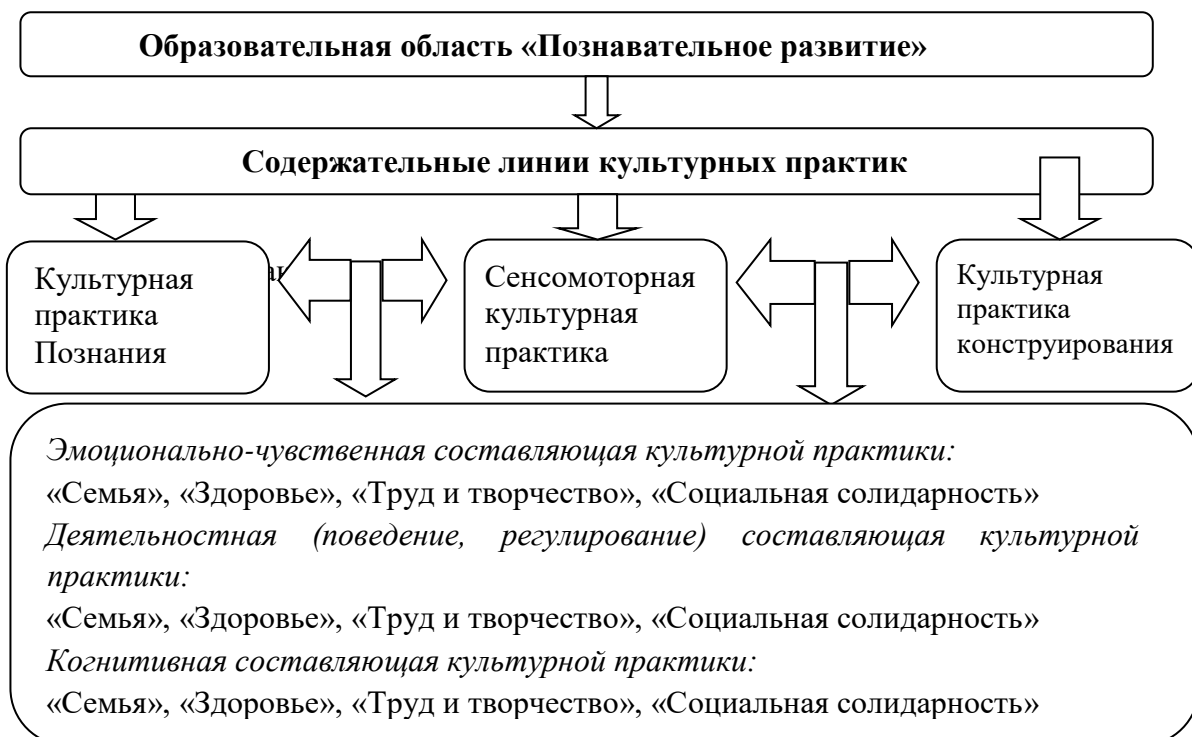 Образовательная область «Познавательное развитие»
Содержательные линии культурных практик
Культурная
практика
Познания
Сенсомоторная
культурная
практика
Культурная
практика
конструирования
Эмоционально-чувственная составляющая культурной практики:
«Семья», «Здоровье», «Труд и творчество», «Социальная солидарность»
Деятельностная (поведение, регулирование) составляющая культурной
практики:
«Семья», «Здоровье», «Труд и творчество», «Социальная солидарность»
Когнитивная составляющая культурной практики:
«Семья», «Здоровье», «Труд и творчество», «Социальная солидарность»